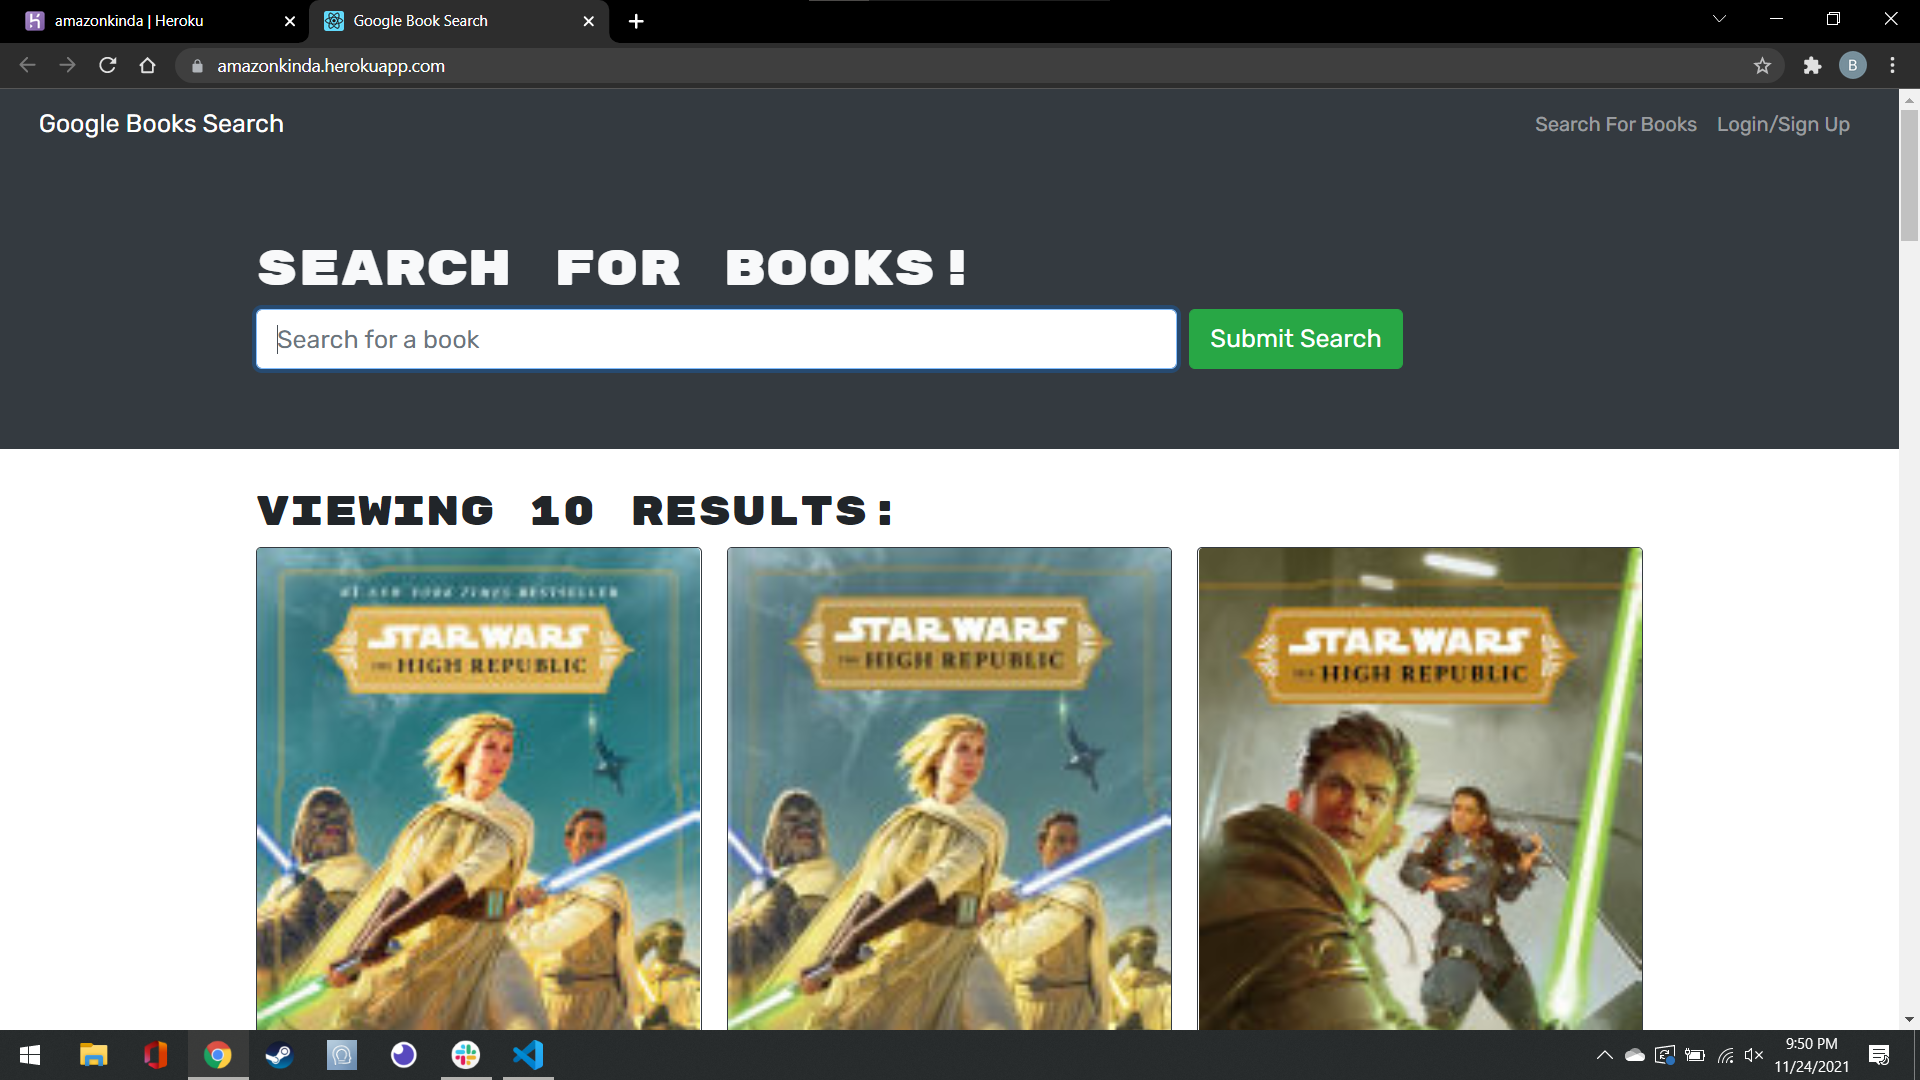 amazonkinda | Heroku
Google Book Search
amazonkinda.herokuapp.com
B
Google Books Search
Search For Books
Login/Sign Up
SEARCH FOR BOOKS!
Search for a book
Submit Search
VIEWING 10 RESULTS:
#1 NEW YORK TIMES BESTSELLER
STAR WARS
THE HIGH REPUBLIC
STAR WARS
THE HIGH REPUBLIC
STAR WARS
THE HIGH REPUBLIC
9:50 PM
11/24/2021